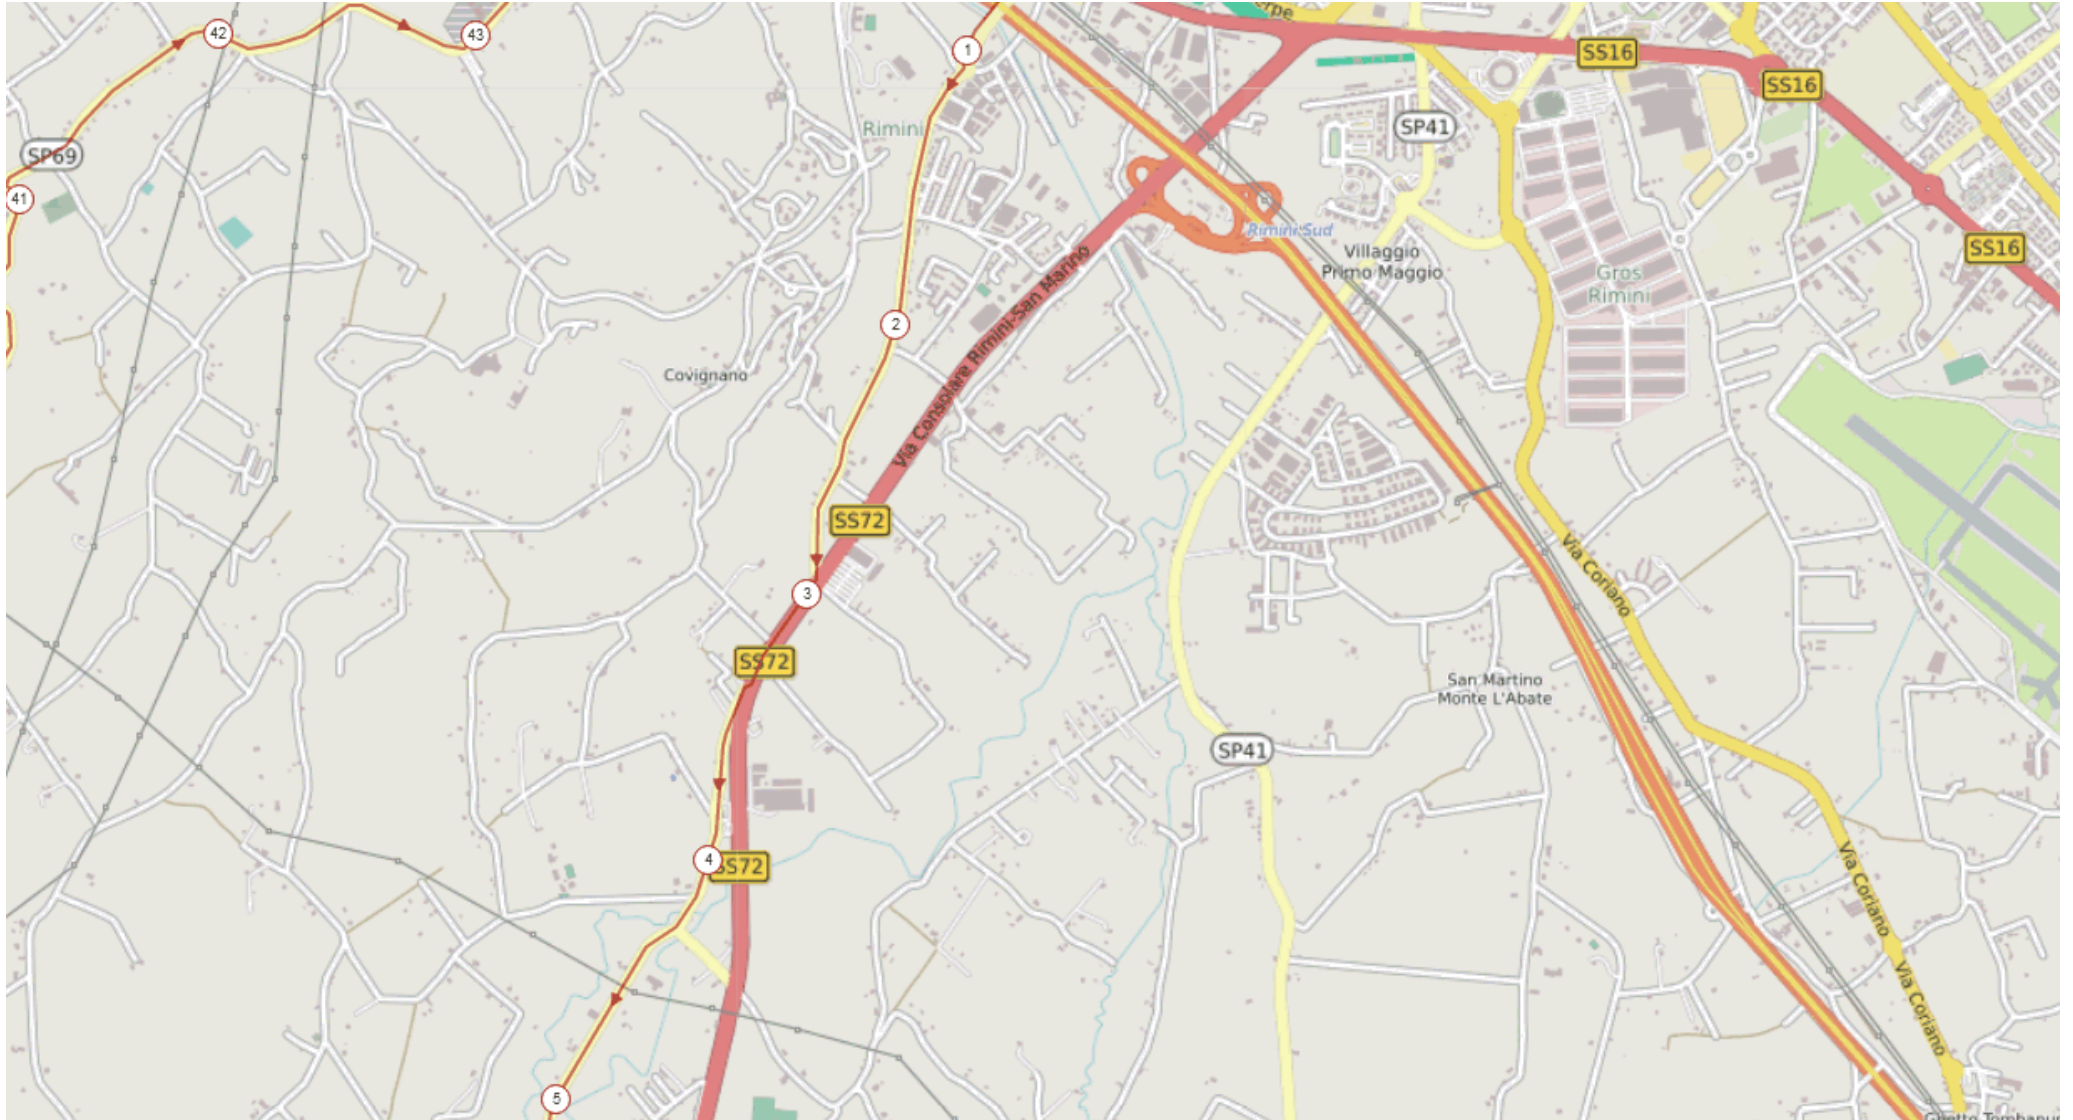 42
43
1
erpe
SS16
SS16
SP41
Rimini
SP69
41
Rimini Sud
Villaggio
Primo Maggio
SS16
Gros
Rimini
Via Consolare Rimini-San Marino
2
Covignano
SS72
Via Coriano
3
SS72
San Martino
Monte L'Abate
SP41
4
SS72
Via Coriano
Via Coriano
5